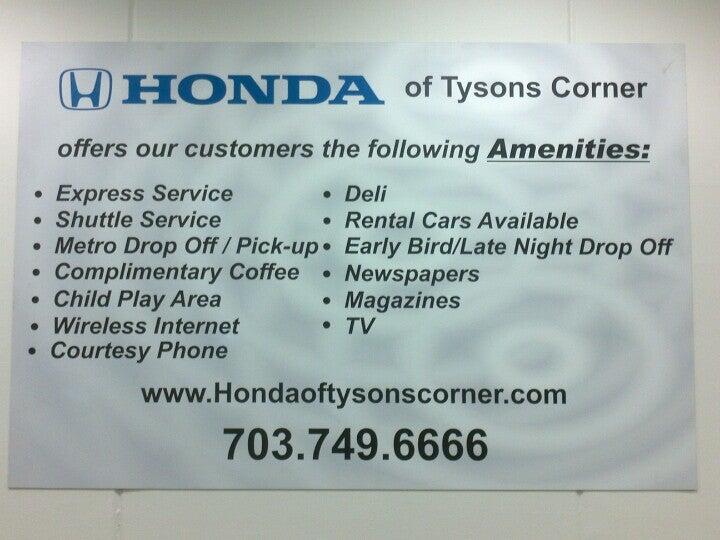 HONDA of Tysons Corner
offers our customers the following Amenities:
• Express Service
• Shuttle Service
• Metro Drop Off / Pick-up
• Complimentary Coffee
• Child Play Area
• Wireless Internet
• Courtesy Phone
• Deli
• Rental Cars Available
• Early Bird/Late Night Drop Off
• Newspapers
• Magazines
• TV
www.Hondaoftysonscorner.com
703.749.6666